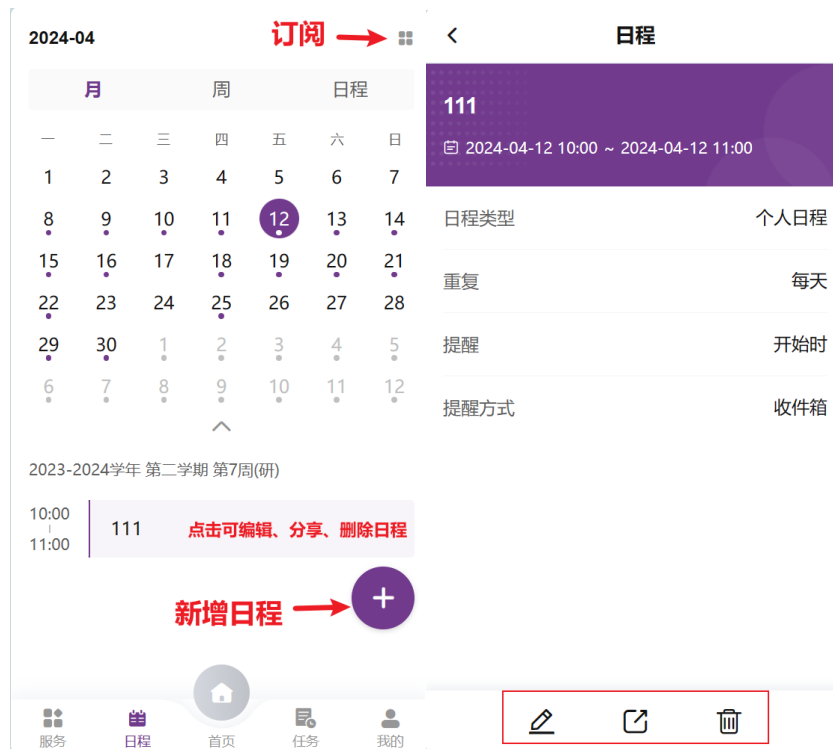 2024-04
订阅
月 周 日程
一 二 三 四 五 六 日
1 2 3 4 5 6 7
8 9 10 11 12 13 14
15 16 17 18 19 20 21
22 23 24 25 26 27 28
29 30 1 2 3 4 5
6 7 8 9 10 11 12
2023-2024学年 第二学期 第7周(研)
10:00
11:00
111 点击可编辑、分享、删除日程
新增日程
服务 日程 首页 任务 我的
日程
111
2024-04-12 10:00 ~ 2024-04-12 11:00
日程类型 个人日程
重复 每天
提醒 开始时
提醒方式 收件箱